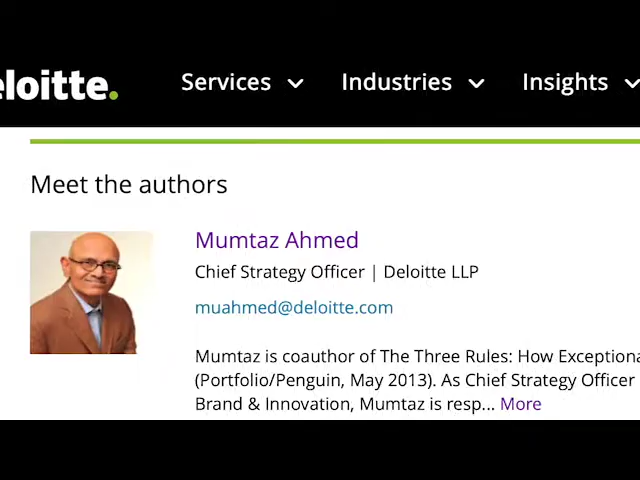 eloitte.
Services Industries Insights
Meet the authors
Mumtaz Ahmed
Chief Strategy Officer | Deloitte LLP
muahmed@deloitte.com
Mumtaz is coauthor of The Three Rules: How Exceptiona
(Portfolio/Penguin, May 2013). As Chief Strategy Officer
Brand & Innovation, Mumtaz is resp... More